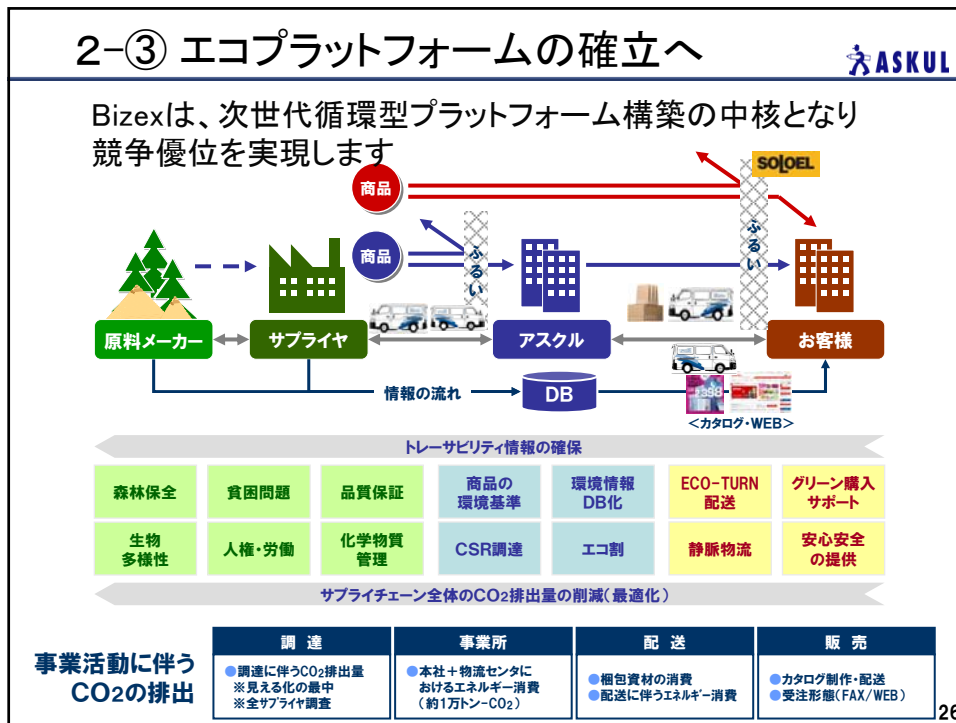 2-③ エコプラットフォームの確立へ
ASKUL
Bizexは、次世代循環型プラットフォーム構築の中核となり
競争優位を実現します
SOLOEL
商品
商品
ふるい
ふるい
原料メーカー
サプライヤ
アスクル
お客様
情報の流れ
DB
＜カタログ・WEB＞
トレーサビリティ情報の確保
森林保全
貧困問題
品質保証
商品の
環境基準
環境情報
DB化
ECO-TURN
配送
グリーン購入
サポート
生物
多様性
人権・労働
化学物質
管理
CSR調達
エコ割
静脈物流
安心安全
の提供
サプライチェーン全体のCO2排出量の削減（最適化）
事業活動に伴う
CO2の排出
調 達
●調達に伴うCO2排出量
※見える化の最中
※全サプライヤ調査
事業所
●本社＋物流センタに
おけるエネルギー消費
（約1万トン-CO2）
配 送
●梱包資材の消費
●配送に伴うエネルギー消費
販 売
●カタログ制作・配送
●受注形態(FAX/WEB)
26